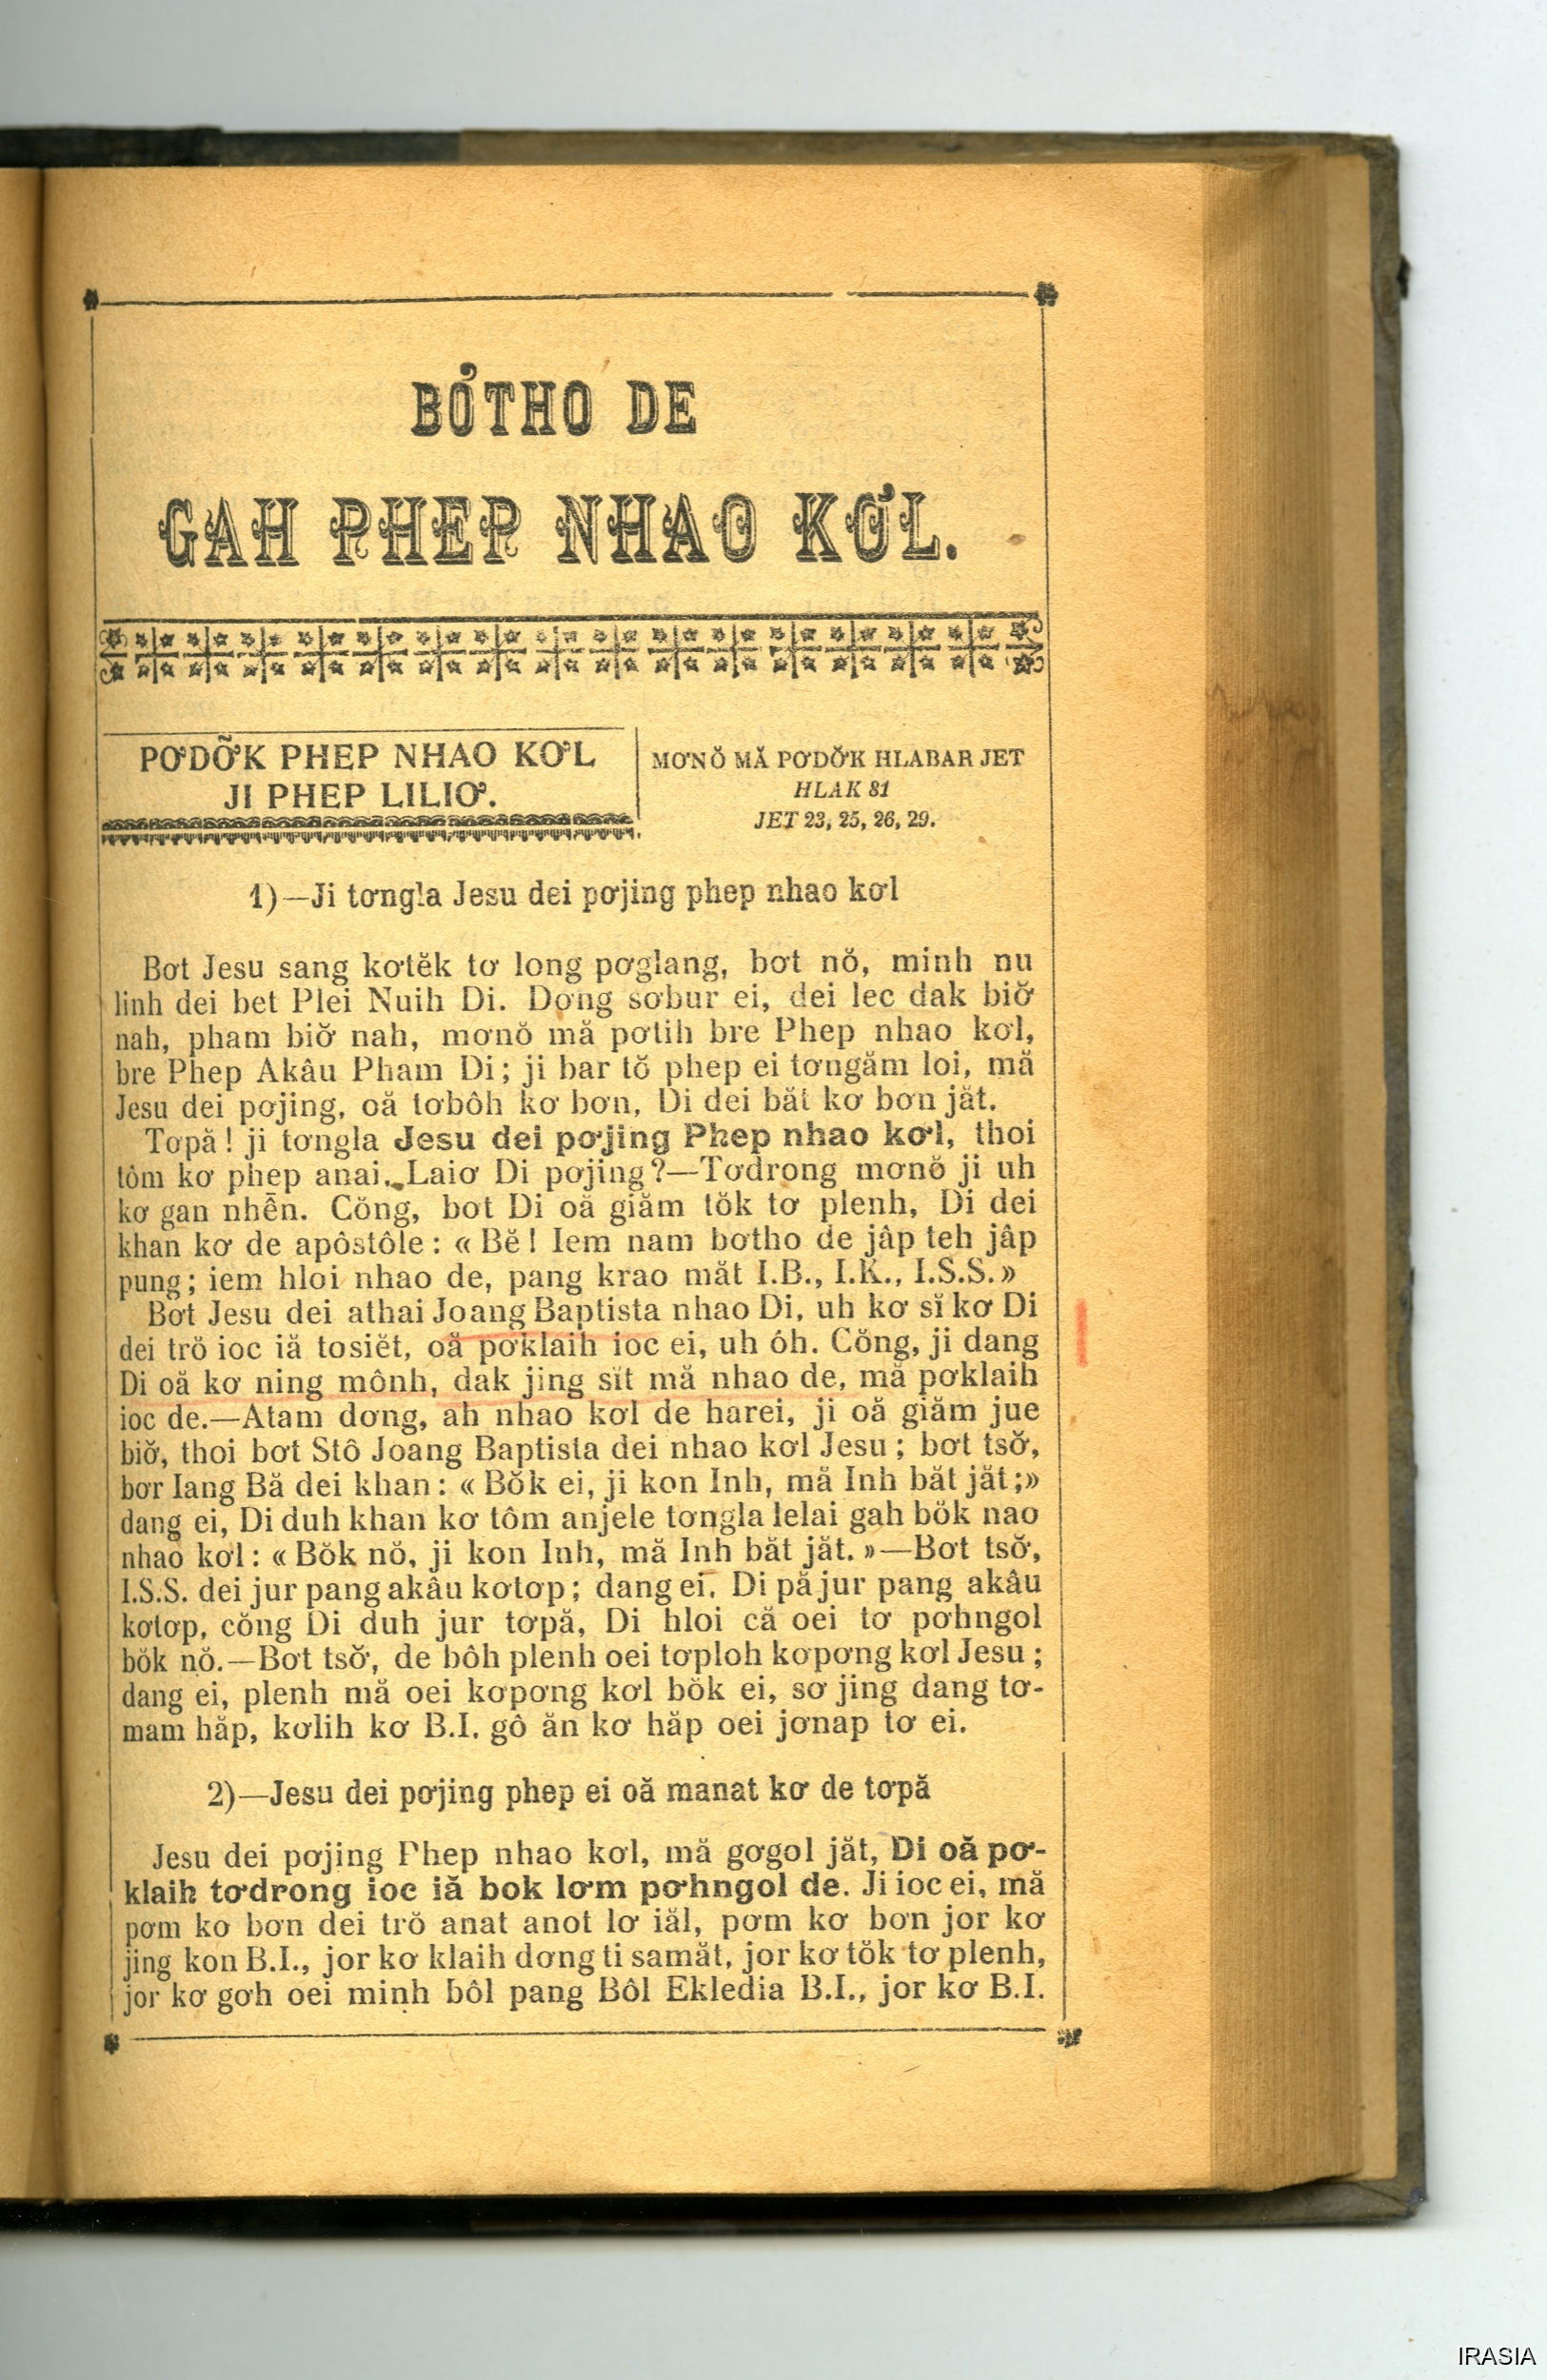 BƠTHO DE
GAH PHEP NHAO KƠL.
PƠDƠ̆K PHEP NHAO KƠL
JI PHEP LILIƠ.
MƠNŎ MĂ PƠDƠ̆K HLABAR JET
HLAK 81
JET 23, 25, 26, 29.
1)—Ji tơngla Jesu dei pơjing phep nhao kơl
Bơt Jesu sang kơtĕk tơ long pơglang, bơt nŏ, minh nu
linh dei bet Plei Nuih Di. Dơng sơbur ei, dei lec dak biơ̆
nah, pham biơ̆ nah, mơnŏ mă pơtih bre Phep nhao kơl,
bre Phep Akâu Pham Di; ji bar tŏ phep ei tơngăm loi, mă
Jesu dei pơjing, oă tơbôh kơ bơn, Di dei băt kơ bơn jăt.
Tơpă! ji tơngla Jesu dei pơjing Phep nhao kơl, thoi
tôm kơ phep anai. Laiơ Di pơjing?—Tơdrong mơnŏ ji uh
kơ gan nhên. Cŏng, bơt Di oă giăm tŏk tơ plenh, Di dei
khan kơ de apôstôle: « Bĕ! Iem nam bơtho de jâp teh jâp
pung; iem hloi nhao de, pang krao măt I.B., I.K., I.S.S.»
Bơt Jesu dei athai Joang Baptista nhao Di, uh kơ sĭ kơ Di
dei trŏ ioc iă tosiĕt, oă pơklaih ioc ei, uh ôh. Cŏng, ji dang
Di oă kơ ning mônh, dak jing sĭt mă nhao de, mă pơklaih
ioc de.—Atam dơng, ah nhao kơl de harei, ji oă giăm jue
biơ̆, thoi bơt Stô Joang Baptista dei nhao kơl Jesu; bơt tsơ̆,
bơr Iang Bă dei khan: « Bŏk ei, ji kon Inh, mă Inh băt jăt;»
dang ei, Di duh khan kơ tôm anjele tơngla lelai gah bŏk nao
nhao kơl: « Bŏk nŏ, ji kon Inh, mă Inh băt jăt. »—Bơt tsơ̆,
I.S.S. dei jur pang akâu kơtơp; dang ei, Di pă jur pang akâu
kơtơp, cŏng Di duh jur tơpă, Di hloi că oei tơ pơhngol
bŏk nŏ.—Bơt tsơ̆, de bôh plenh oei tơploh kơpơng kơl Jesu;
dang ei, plenh mă oei kơpơng kơl bŏk ei, sơ jing dang tơ-
mam hăp, kơlih kơ B.I. gô ăn kơ hăp oei jơnap tơ ei.
2)—Jesu dei pơjing phep ei oă manat kơ de tơpă
Jesu dei pơjing Phep nhao kơl, mă gơgol jăt, Di oă pơ-
klaih tơdrong ioc iă bok lơm pơhngol de. Ji ioc ei, mă
pơm kơ bơn dei trŏ anat anot lơ iăl, pơm kơ bơn jor kơ
jing kon B.I., jor kơ klaih dơng ti samăt, jor kơ tŏk tơ plenh,
jor kơ gơh oei minh bôl pang Bôl Ekledia B.I., jor kơ B.I.
IRASIA